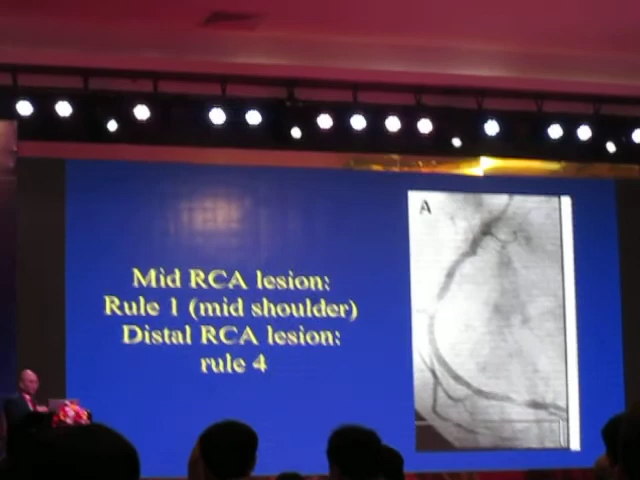 Mid RCA lesion:
Rule 1 (mid shoulder)
Distal RCA lesion:
rule 4
A